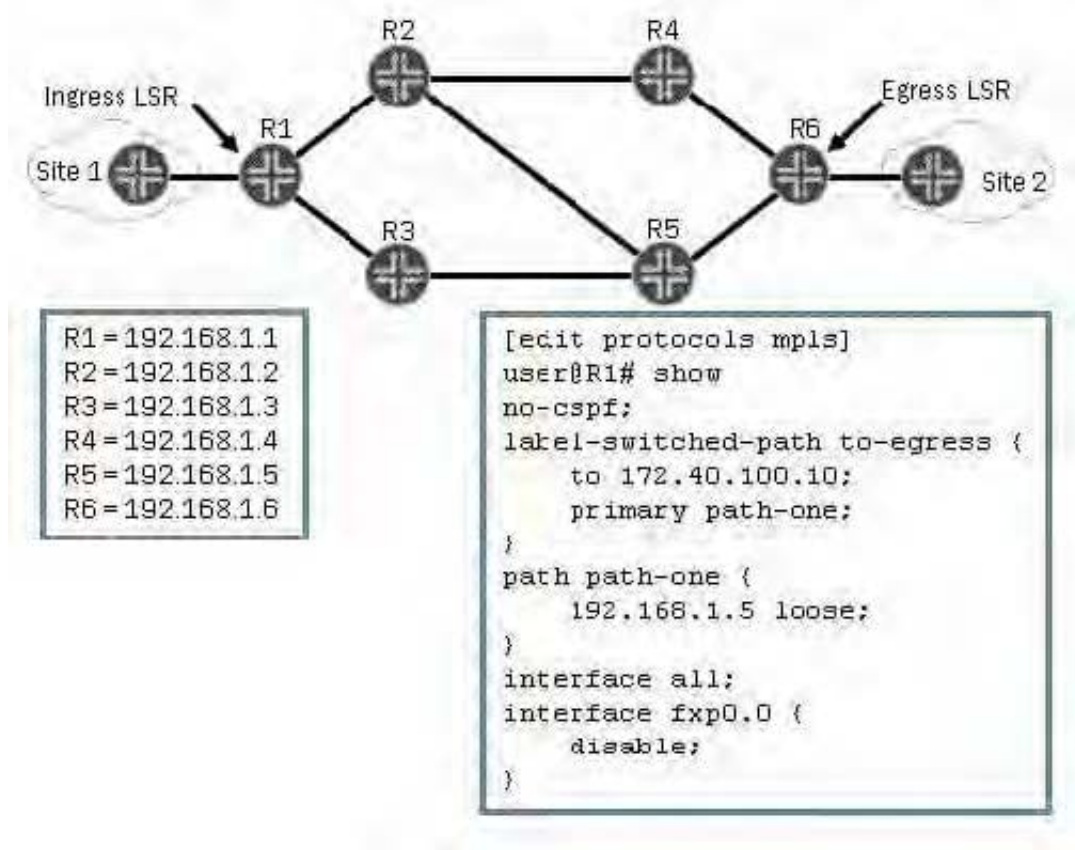 R2
R4
Ingress LSR
Egress LSR
R1
R6
Site 1
Site 2
R3
R5
R1 = 192.168.1.1
R2 = 192.168.1.2
R3 = 192.168.1.3
R4 = 192.168.1.4
R5 = 192.168.1.5
R6 = 192.168.1.6
[edit protocols mpls]
user@R1# show
no-cspf;
label-switched-path to-egress {
to 172.40.100.10;
primary path-one;
}
path path-one {
192.168.1.5 loose;
}
interface all;
interface fxp0.0 {
disable;
}